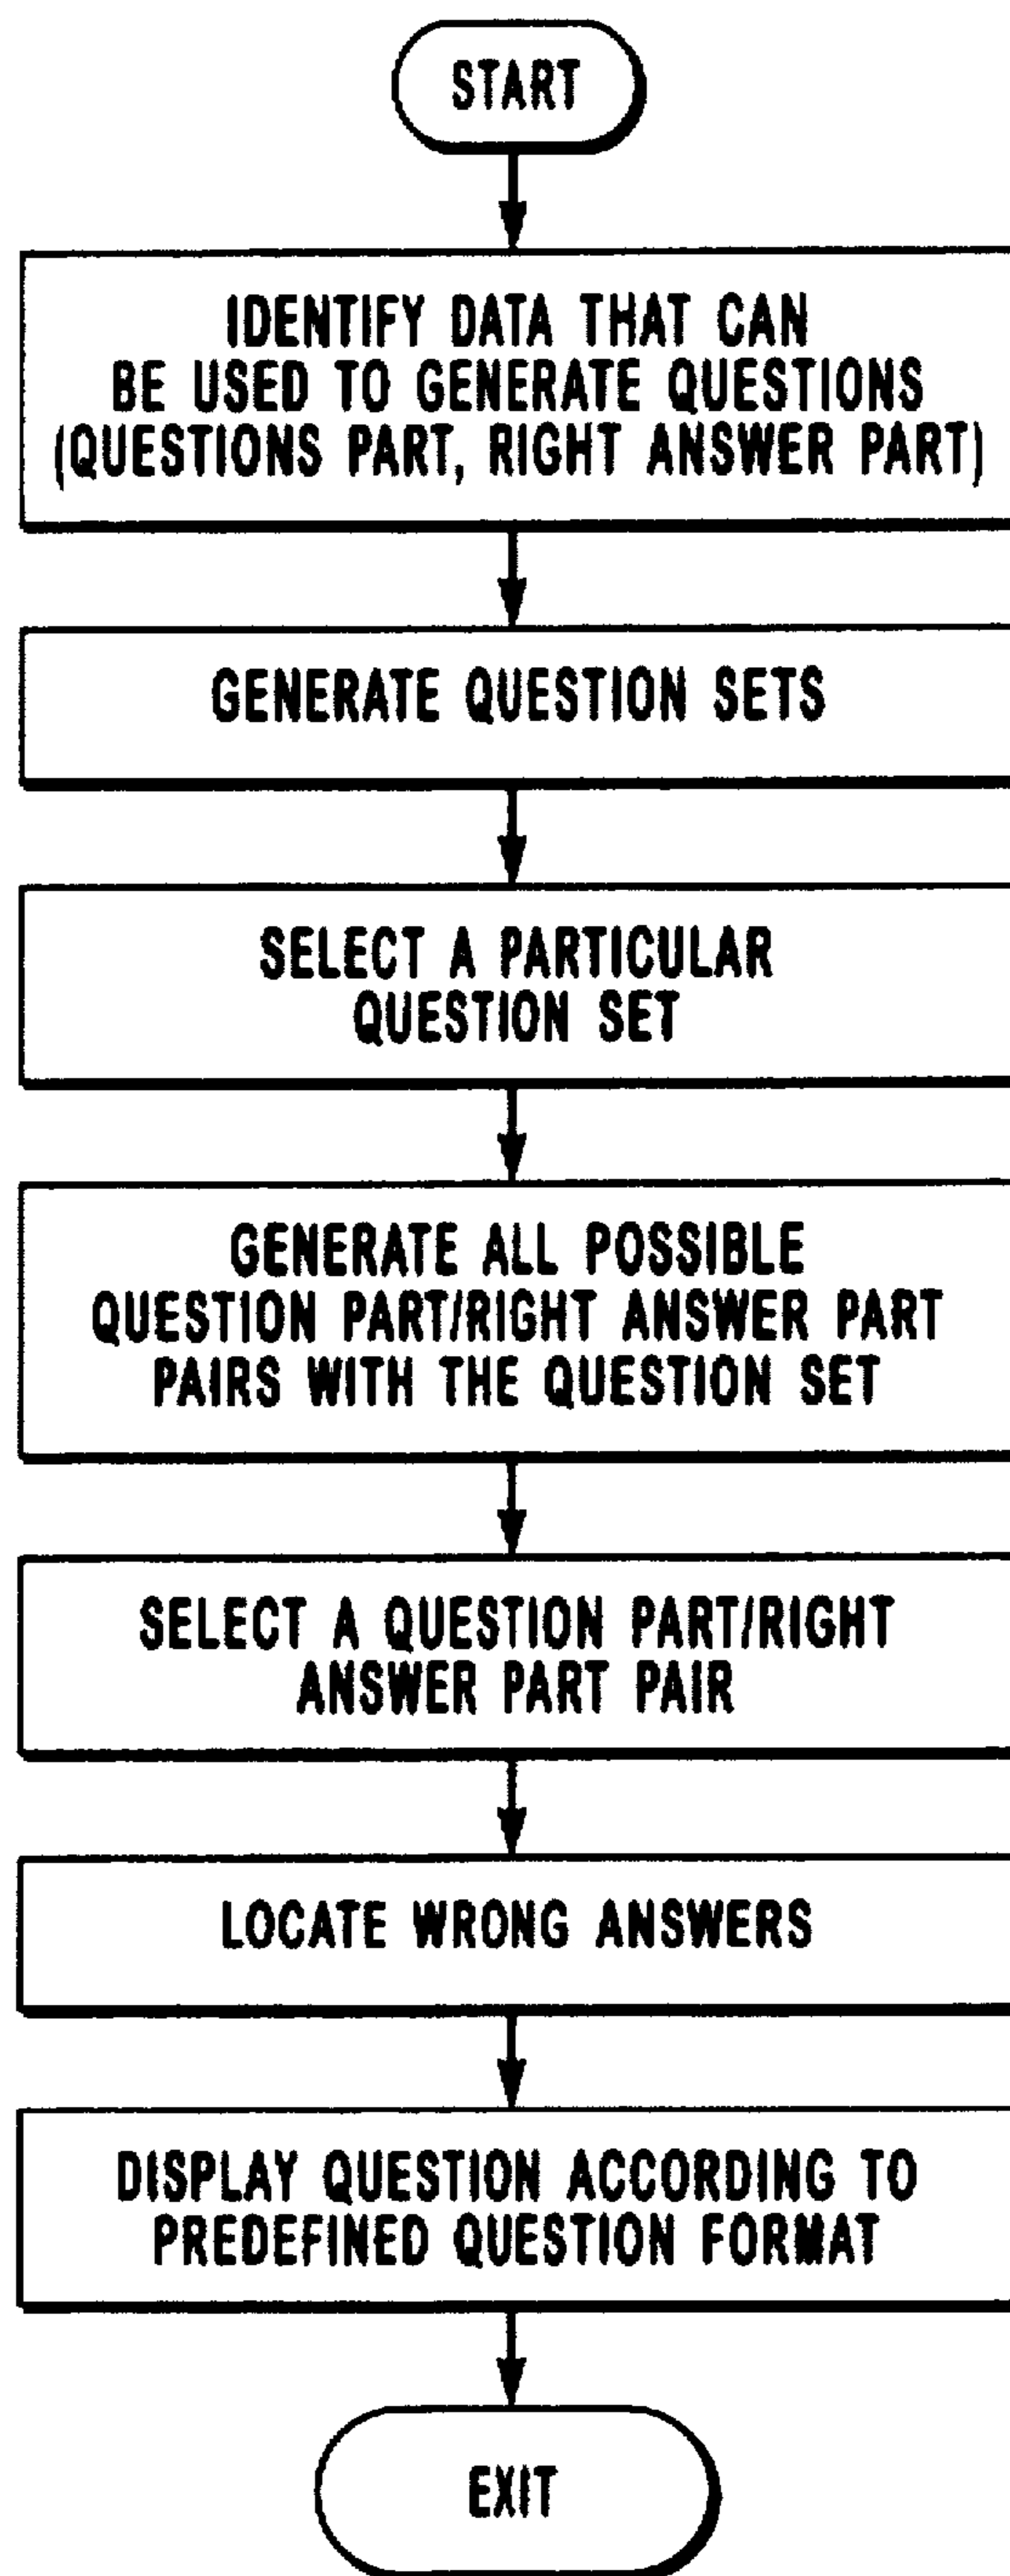 START
IDENTIFY DATA THAT CAN
BE USED TO GENERATE QUESTIONS
(QUESTIONS PART, RIGHT ANSWER PART)
GENERATE QUESTION SETS
SELECT A PARTICULAR
QUESTION SET
GENERATE ALL POSSIBLE
QUESTION PART/RIGHT ANSWER PART
PAIRS WITH THE QUESTION SET
SELECT A QUESTION PART/RIGHT
ANSWER PART PAIR
LOCATE WRONG ANSWERS
DISPLAY QUESTION ACCORDING TO
PREDEFINED QUESTION FORMAT
EXIT